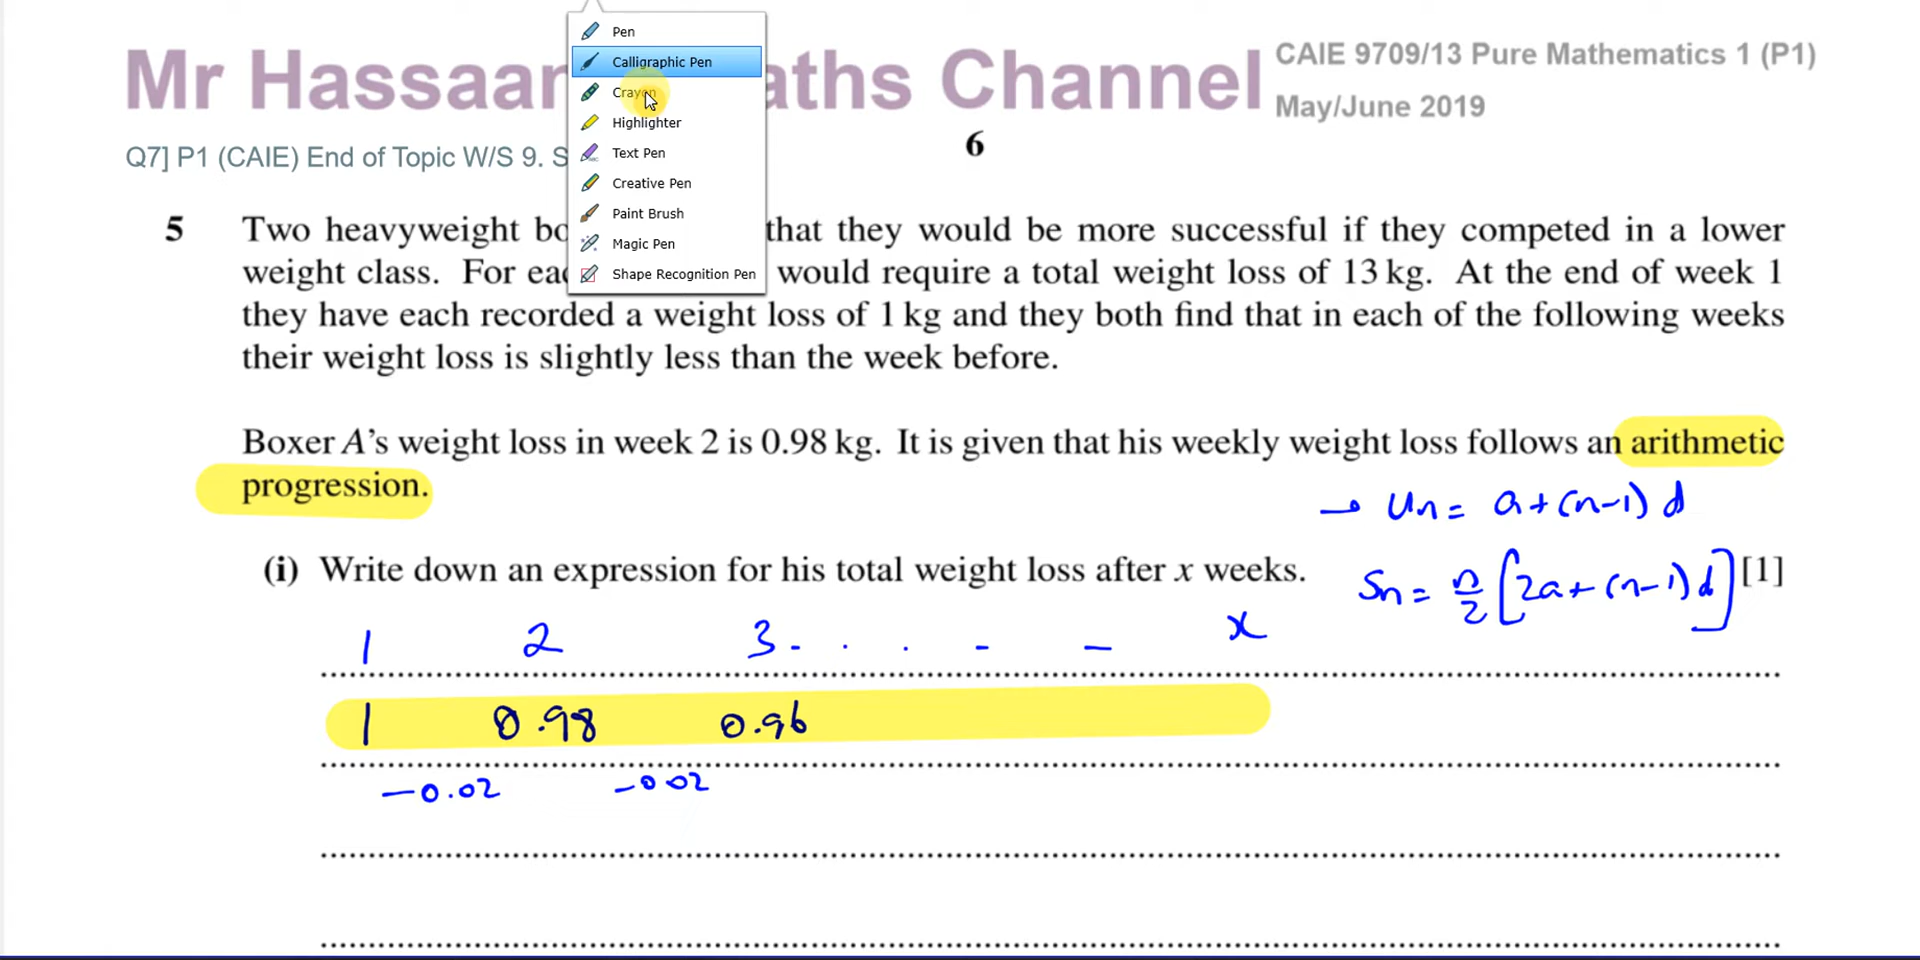 Mr Hassaan
aths Channel
CAIE 9709/13 Pure Mathematics 1 (P1)
May/June 2019
Pen
Calligraphic Pen
Crayon
Highlighter
Text Pen
Creative Pen
Paint Brush
Magic Pen
Shape Recognition Pen
6
Q7] P1 (CAIE) End of Topic W/S 9. S
5 Two heavyweight bo that they would be more successful if they competed in a lower
weight class. For eac would require a total weight loss of 13 kg. At the end of week 1
they have each recorded a weight loss of 1 kg and they both find that in each of the following weeks
their weight loss is slightly less than the week before.
Boxer A's weight loss in week 2 is 0.98 kg. It is given that his weekly weight loss follows an arithmetic
progression.
→ Un = a+(n-1) d
(i) Write down an expression for his total weight loss after x weeks. [1]
Sn = n/2 [2a+(n-1)d]
1 2 3 - . . - - x
1 0.98 0.96
-0.02 -0.02